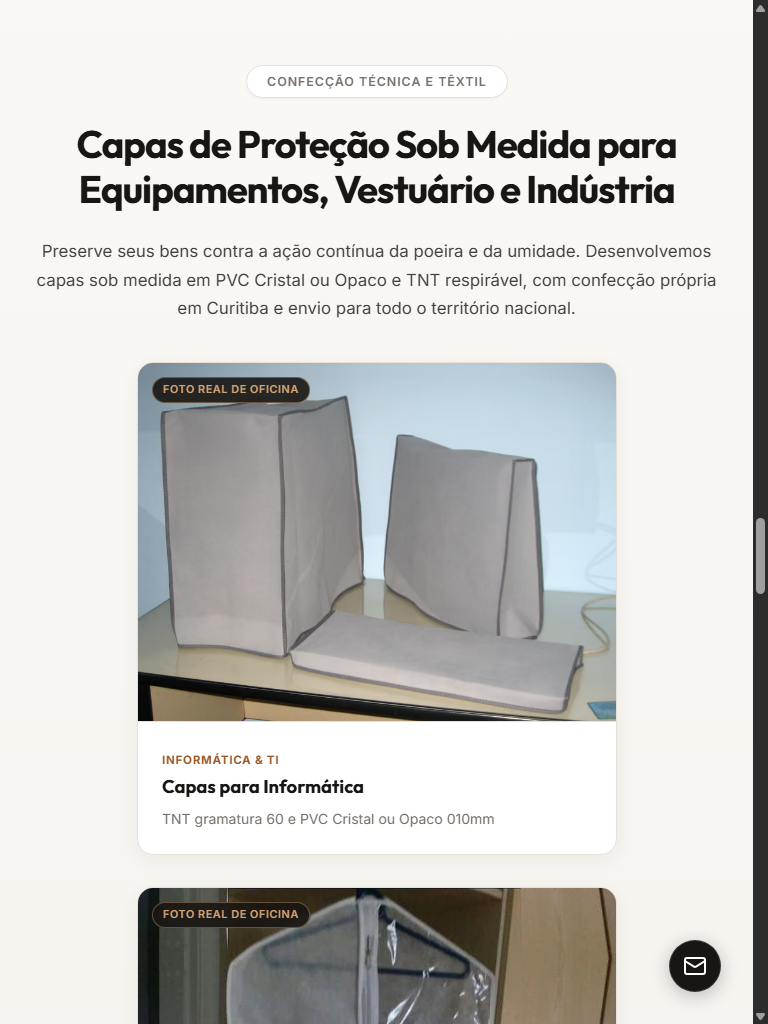 CONFECÇÃO TÉCNICA E TÊXTIL
Capas de Proteção Sob Medida para
Equipamentos, Vestuário e Indústria
Preserve seus bens contra a ação contínua da poeira e da umidade. Desenvolvemos
capas sob medida em PVC Cristal ou Opaco e TNT respirável, com confecção própria
em Curitiba e envio para todo o território nacional.
FOTO REAL DE OFICINA
INFORMÁTICA & TI
Capas para Informática
TNT gramatura 60 e PVC Cristal ou Opaco 010mm
FOTO REAL DE OFICINA